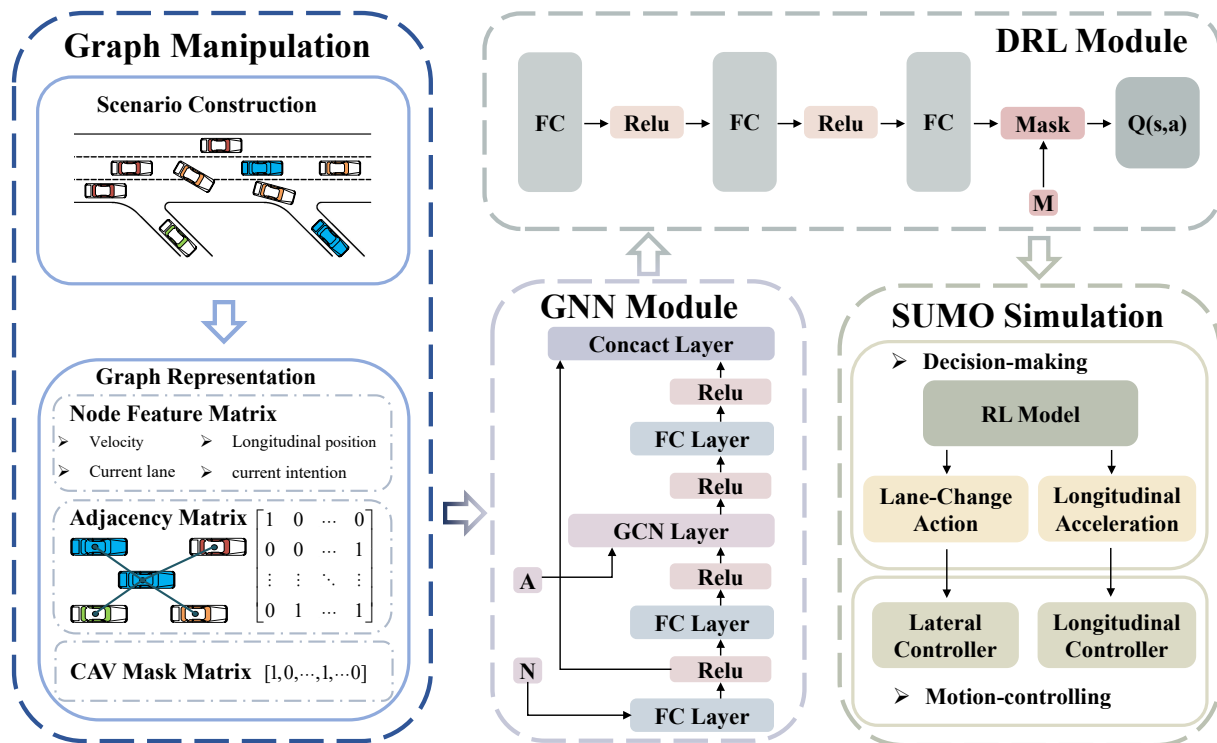 Graph Manipulation
Scenario Construction
Graph Representation
Node Feature Matrix
➢ Velocity ➢ Longitudinal position
➢ Current lane ➢ current intention
Adjacency Matrix
1 0 ... 0
0 0 ... 1
⋮ ⋮ ⋱ ⋮
0 1 ... 1
CAV Mask Matrix [1,0,...,1,...0]
DRL Module
FC Relu FC Relu FC Mask Q(s,a)
M
GNN Module
Concact Layer
Relu
FC Layer
Relu
GCN Layer
A
Relu
FC Layer
N
Relu
FC Layer
SUMO Simulation
➢ Decision-making
RL Model
Lane-Change
Action
Longitudinal
Acceleration
Lateral
Controller
Longitudinal
Controller
➢ Motion-controlling